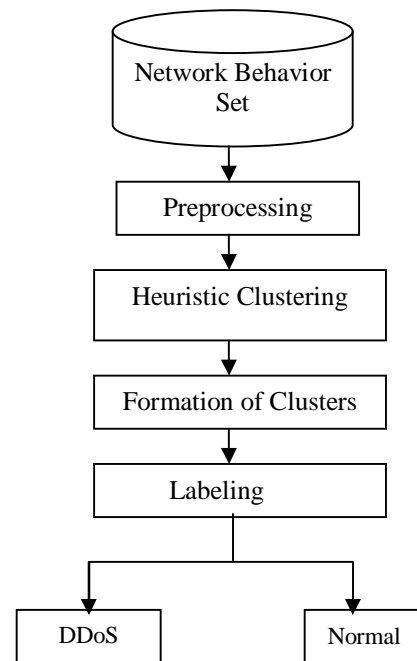 Network Behavior
Set
Preprocessing
Heuristic Clustering
Formation of Clusters
Labeling
DDoS
Normal